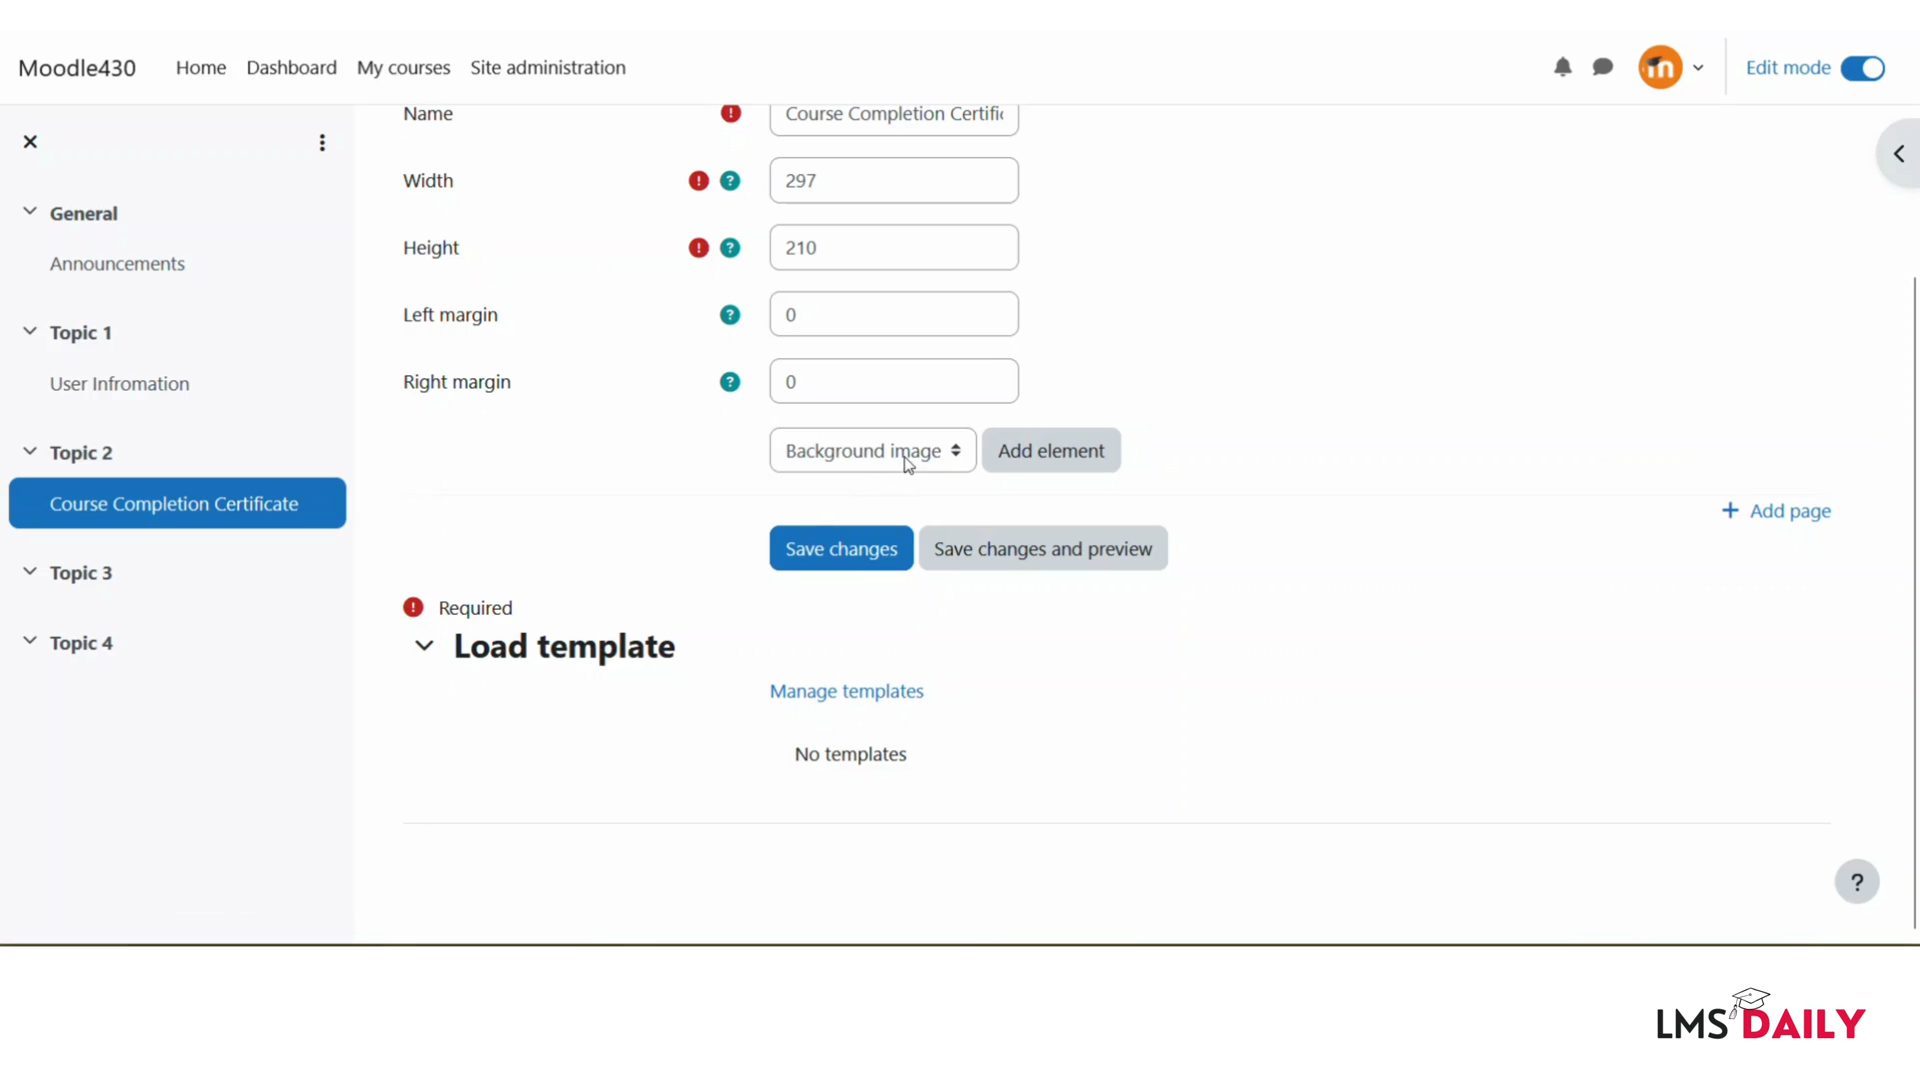 Moodle430 Home Dashboard My courses Site administration Edit mode
Name Course Completion Certific
General
Width 297
Announcements
Height 210
Topic 1
Left margin 0
User Infromation
Right margin 0
Topic 2
Background image Add element
Course Completion Certificate
+ Add page
Save changes Save changes and preview
Topic 3
Required
Topic 4
Load template
Manage templates
No templates
?
LMS DAILY